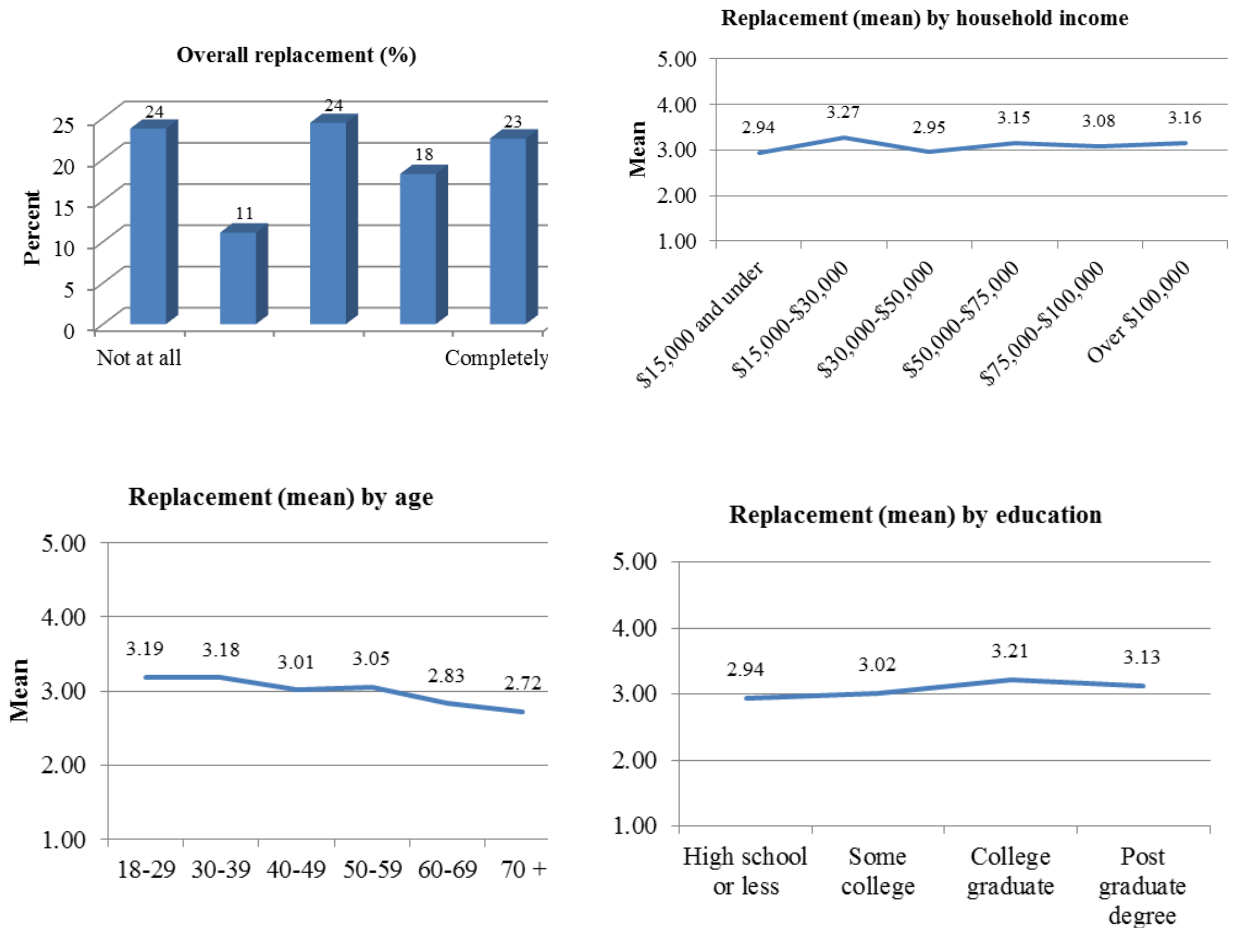 Overall replacement (%)
Percent
25
20
15
10
5
0
24
11
24
18
23
Not at all
Completely
Replacement (mean) by household income
Mean
5.00
4.00
3.00
2.00
1.00
2.94
3.27
2.95
3.15
3.08
3.16
$15,000 and under
$15,000-$30,000
$30,000-$50,000
$50,000-$75,000
$75,000-$100,000
Over $100,000
Replacement (mean) by age
Mean
5.00
4.00
3.00
2.00
1.00
3.19
3.18
3.01
3.05
2.83
2.72
18-29
30-39
40-49
50-59
60-69
70 +
Replacement (mean) by education
5.00
4.00
3.00
2.00
1.00
2.94
3.02
3.21
3.13
High school
or less
Some
college
College
graduate
Post
graduate
degree